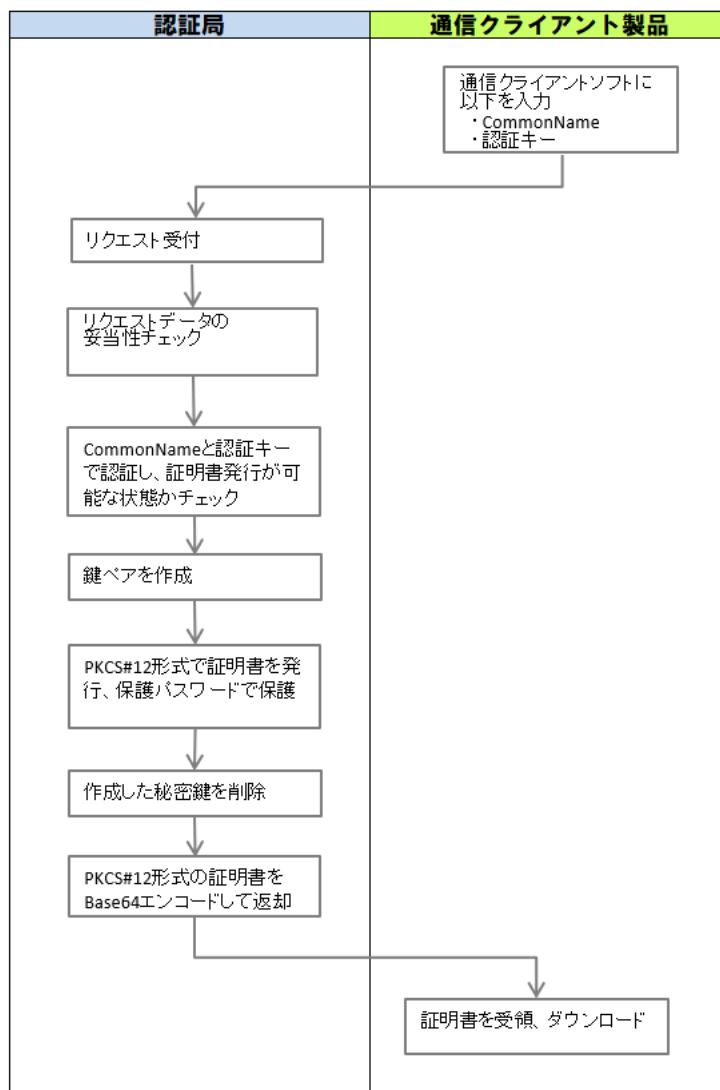 認証局
通信クライアント製品
通信クライアントソフトに
以下を入力
・CommonName
・認証キー
リクエスト受付
リクエストデータの
妥当性チェック
CommonNameと認証キー
で認証し、証明書発行が可
能な状態かチェック
鍵ペアを作成
PKCS#12形式で証明書を発
行、保護パスワードで保護
作成した秘密鍵を削除
PKCS#12形式の証明書を
Base64エンコードして返却
証明書を受領、ダウンロード